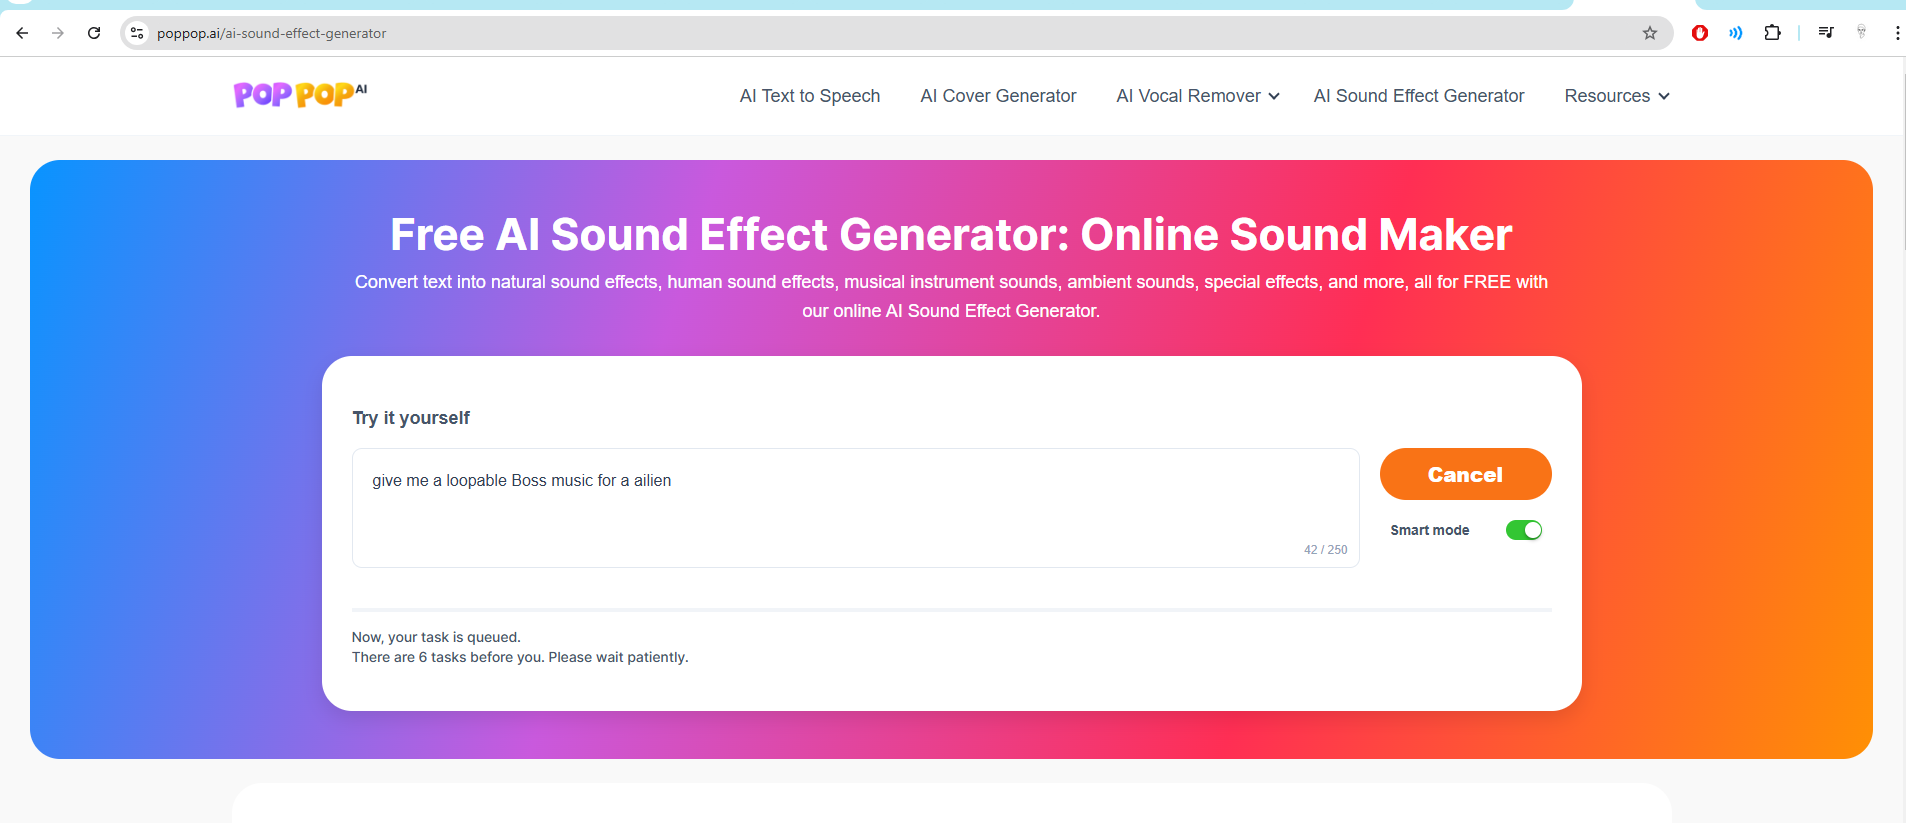 poppop.ai/ai-sound-effect-generator
POP POP AI
AI Text to Speech
AI Cover Generator
AI Vocal Remover
AI Sound Effect Generator
Resources
Free AI Sound Effect Generator: Online Sound Maker
Convert text into natural sound effects, human sound effects, musical instrument sounds, ambient sounds, special effects, and more, all for FREE with
our online AI Sound Effect Generator.
Try it yourself
give me a loopable Boss music for a ailien
42 / 250
Cancel
Smart mode
Now, your task is queued.
There are 6 tasks before you. Please wait patiently.